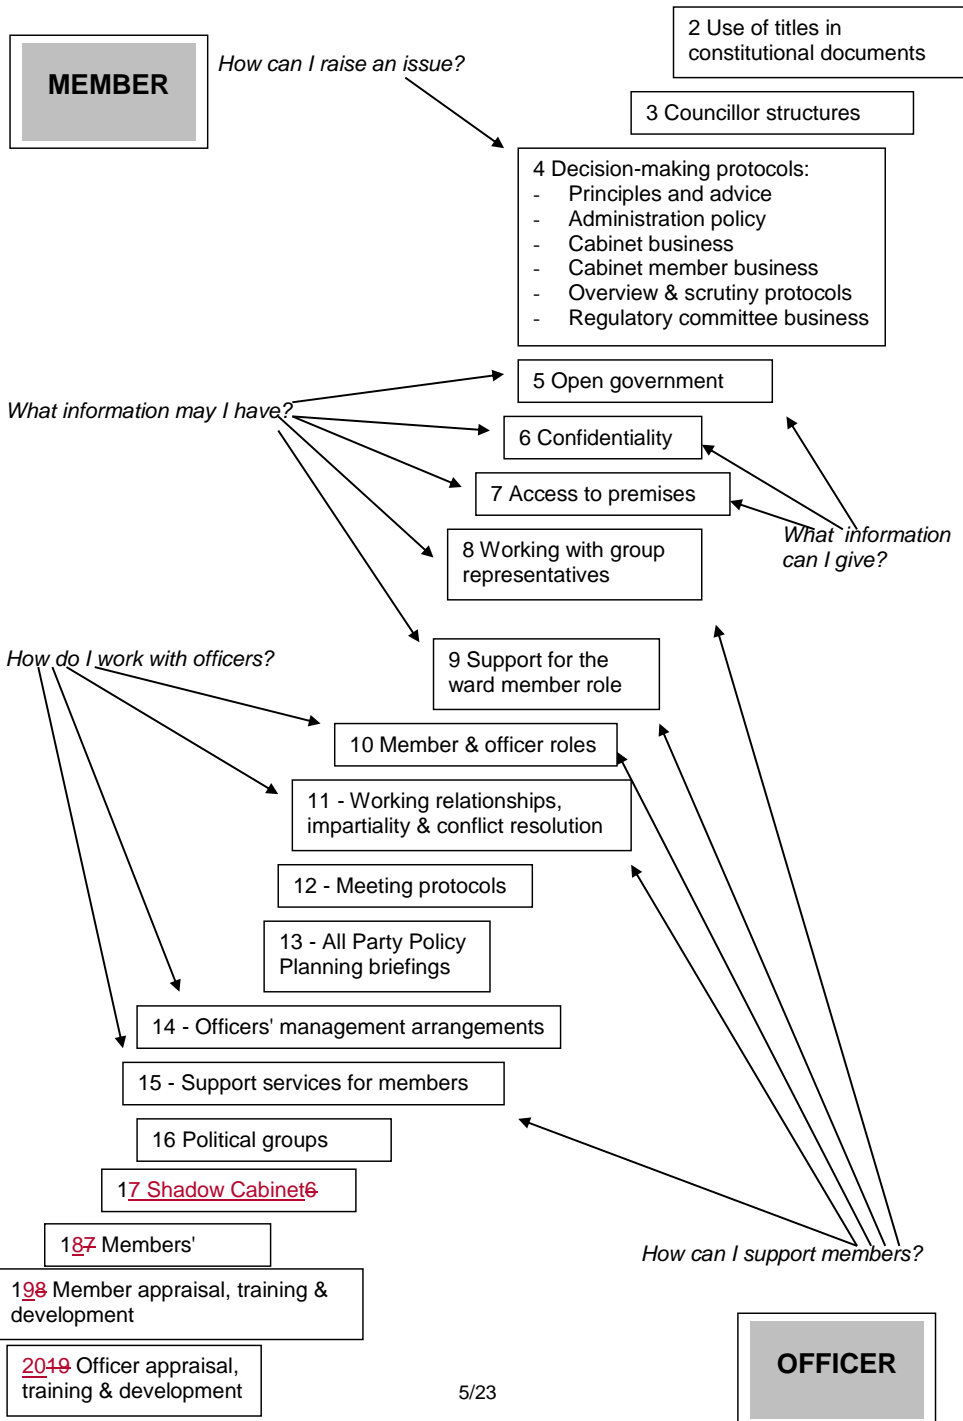 2 Use of titles in
constitutional documents
MEMBER
How can I raise an issue?
3 Councillor structures
4 Decision-making protocols:
- Principles and advice
- Administration policy
- Cabinet business
- Cabinet member business
- Overview & scrutiny protocols
- Regulatory committee business
5 Open government
What information may I have?
6 Confidentiality
7 Access to premises
What information
can I give?
8 Working with group
representatives
How do I work with officers?
9 Support for the
ward member role
10 Member & officer roles
11 - Working relationships,
impartiality & conflict resolution
12 - Meeting protocols
13 - All Party Policy
Planning briefings
14 - Officers' management arrangements
15 - Support services for members
16 Political groups
17 Shadow Cabinet6
187 Members'
How can I support members?
198 Member appraisal, training &
development
2019 Officer appraisal,
training & development
OFFICER
5/23